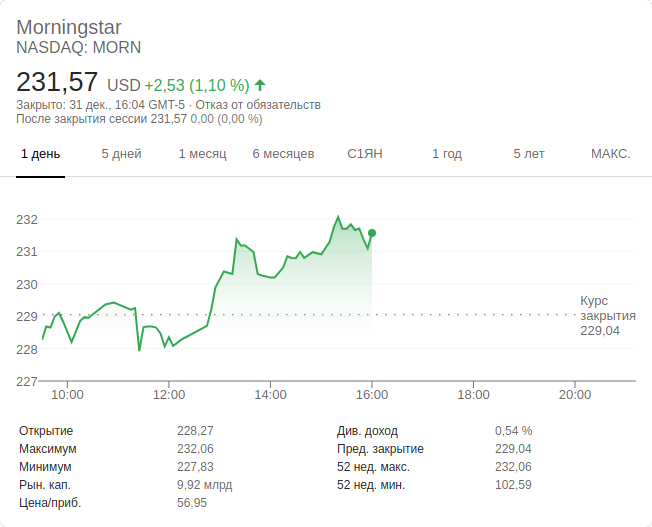 Morningstar
NASDAQ: MORN
231,57 USD +2,53 (1,10 %)
Закрыто: 31 дек., 16:04 GMT-5 · Отказ от обязательств
После закрытия сессии 231,57 0,00 (0,00 %)
1 день 5 дней 1 месяц 6 месяцев С1ЯН 1 год 5 лет МАКС.
232
231
230
229
228
227
Курс
закрытия
229,04
10:00 12:00 14:00 16:00 18:00 20:00
Открытие 228,27 Див. доход 0,54 %
Максимум 232,06 Пред. закрытие 229,04
Минимум 227,83 52 нед. макс. 232,06
Рын. кап. 9,92 млрд 52 нед. мин. 102,59
Цена/приб. 56,95